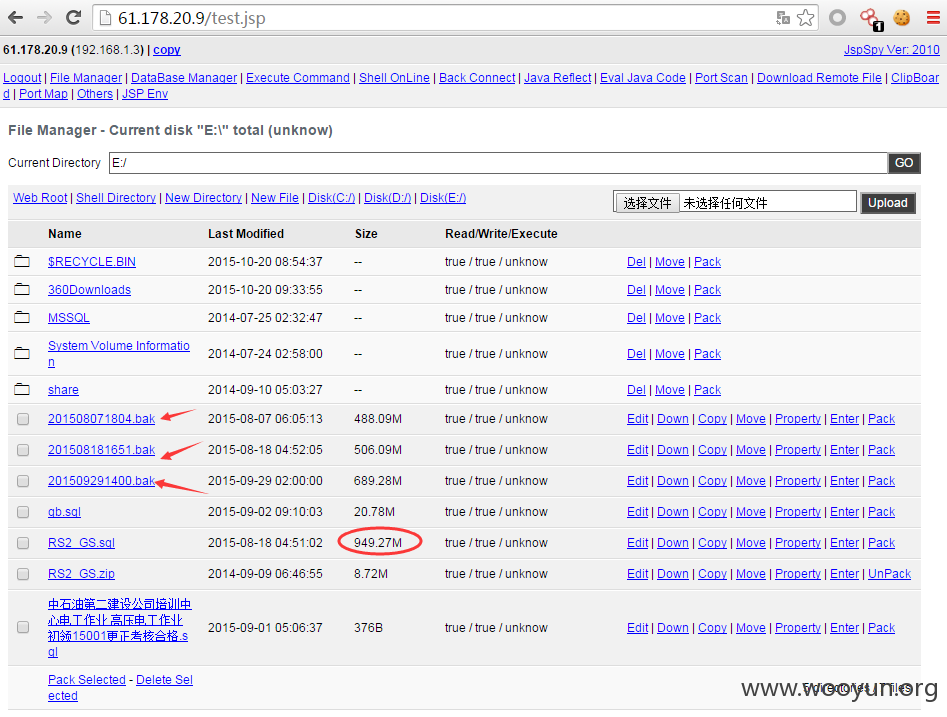 61.178.20.9/test.jsp
1
61.178.20.9 (192.168.1.3) | copy
JspSpy Ver: 2010
Logout | File Manager | DataBase Manager | Execute Command | Shell OnLine | Back Connect | Java Reflect | Eval Java Code | Port Scan | Download Remote File | ClipBoar
d | Port Map | Others | JSP Env
File Manager - Current disk "E:\" total (unknow)
Current Directory E:/ GO
Web Root | Shell Directory | New Directory | New File | Disk(C:/) | Disk(D:/) | Disk(E:/) 选择文件 未选择任何文件 Upload
Name Last Modified Size Read/Write/Execute
$RECYCLE.BIN 2015-10-20 08:54:37 -- true / true / unknow Del | Move | Pack
360Downloads 2015-10-20 09:33:55 -- true / true / unknow Del | Move | Pack
MSSQL 2014-07-25 02:32:47 -- true / true / unknow Del | Move | Pack
System Volume Informatio
n 2014-07-24 02:58:00 -- true / true / unknow Del | Move | Pack
share 2014-09-10 05:03:27 -- true / true / unknow Del | Move | Pack
201508071804.bak 2015-08-07 06:05:13 488.09M true / true / unknow Edit | Down | Copy | Move | Property | Enter | Pack
201508181651.bak 2015-08-18 04:52:05 506.09M true / true / unknow Edit | Down | Copy | Move | Property | Enter | Pack
201509291400.bak 2015-09-29 02:00:00 689.28M true / true / unknow Edit | Down | Copy | Move | Property | Enter | Pack
qb.sql 2015-09-02 09:10:03 20.78M true / true / unknow Edit | Down | Copy | Move | Property | Enter | Pack
RS2_GS.sql 2015-08-18 04:51:02 949.27M true / true / unknow Edit | Down | Copy | Move | Property | Enter | Pack
RS2_GS.zip 2014-09-09 06:46:55 8.72M true / true / unknow Edit | Down | Copy | Move | Property | Enter | UnPack
中石油第二建设公司培训中
心电工作业 高压电工作业
初领15001更正考核合格.s
ql 2015-09-01 05:06:37 376B true / true / unknow Edit | Down | Copy | Move | Property | Enter | Pack
Pack Selected - Delete Sel
ected
5 directories / 7 files
www.wooyun.org